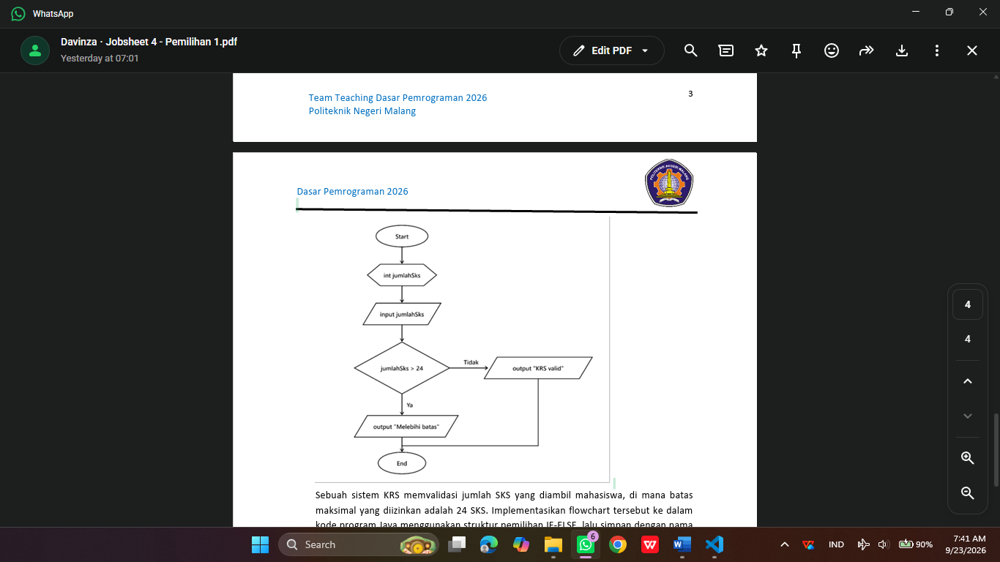 WhatsApp
Davinza · Jobsheet 4 - Pemilihan 1.pdf
Yesterday at 07:01
Edit PDF
Team Teaching Dasar Pemrograman 2026
3
Politeknik Negeri Malang
POLITEKNIK NEGERI MALANG
Dasar Pemrograman 2026
Start
int jumlahSks
input jumlahSks
jumlahSks > 24
Tidak
output "KRS valid"
Ya
output "Melebihi batas"
End
4
4
Sebuah sistem KRS memvalidasi jumlah SKS yang diambil mahasiswa, di mana batas
maksimal yang diizinkan adalah 24 SKS. Implementasikan flowchart tersebut ke dalam
kode program Java menggunakan struktur pemilihan IF-ELSE, lalu simpan dengan nama
Search
6
W
IND
90%
7:41 AM
9/23/2026